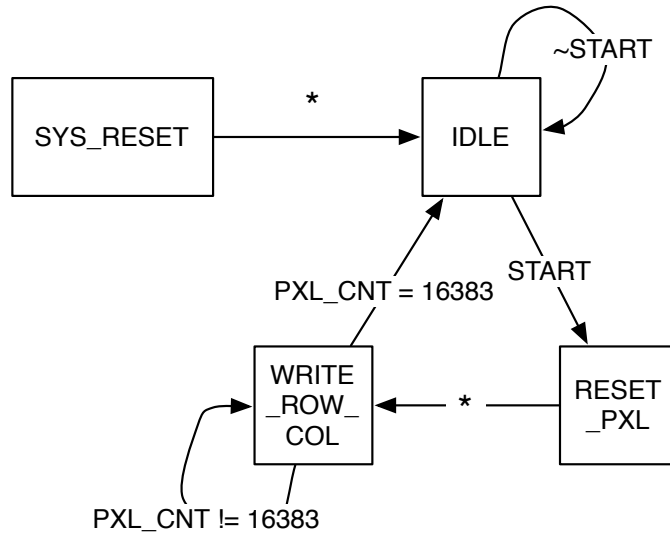 ~START
*
SYS_RESET
IDLE
START
PXL_CNT = 16383
WRITE
_ROW_
COL
*
RESET
_PXL
PXL_CNT != 16383